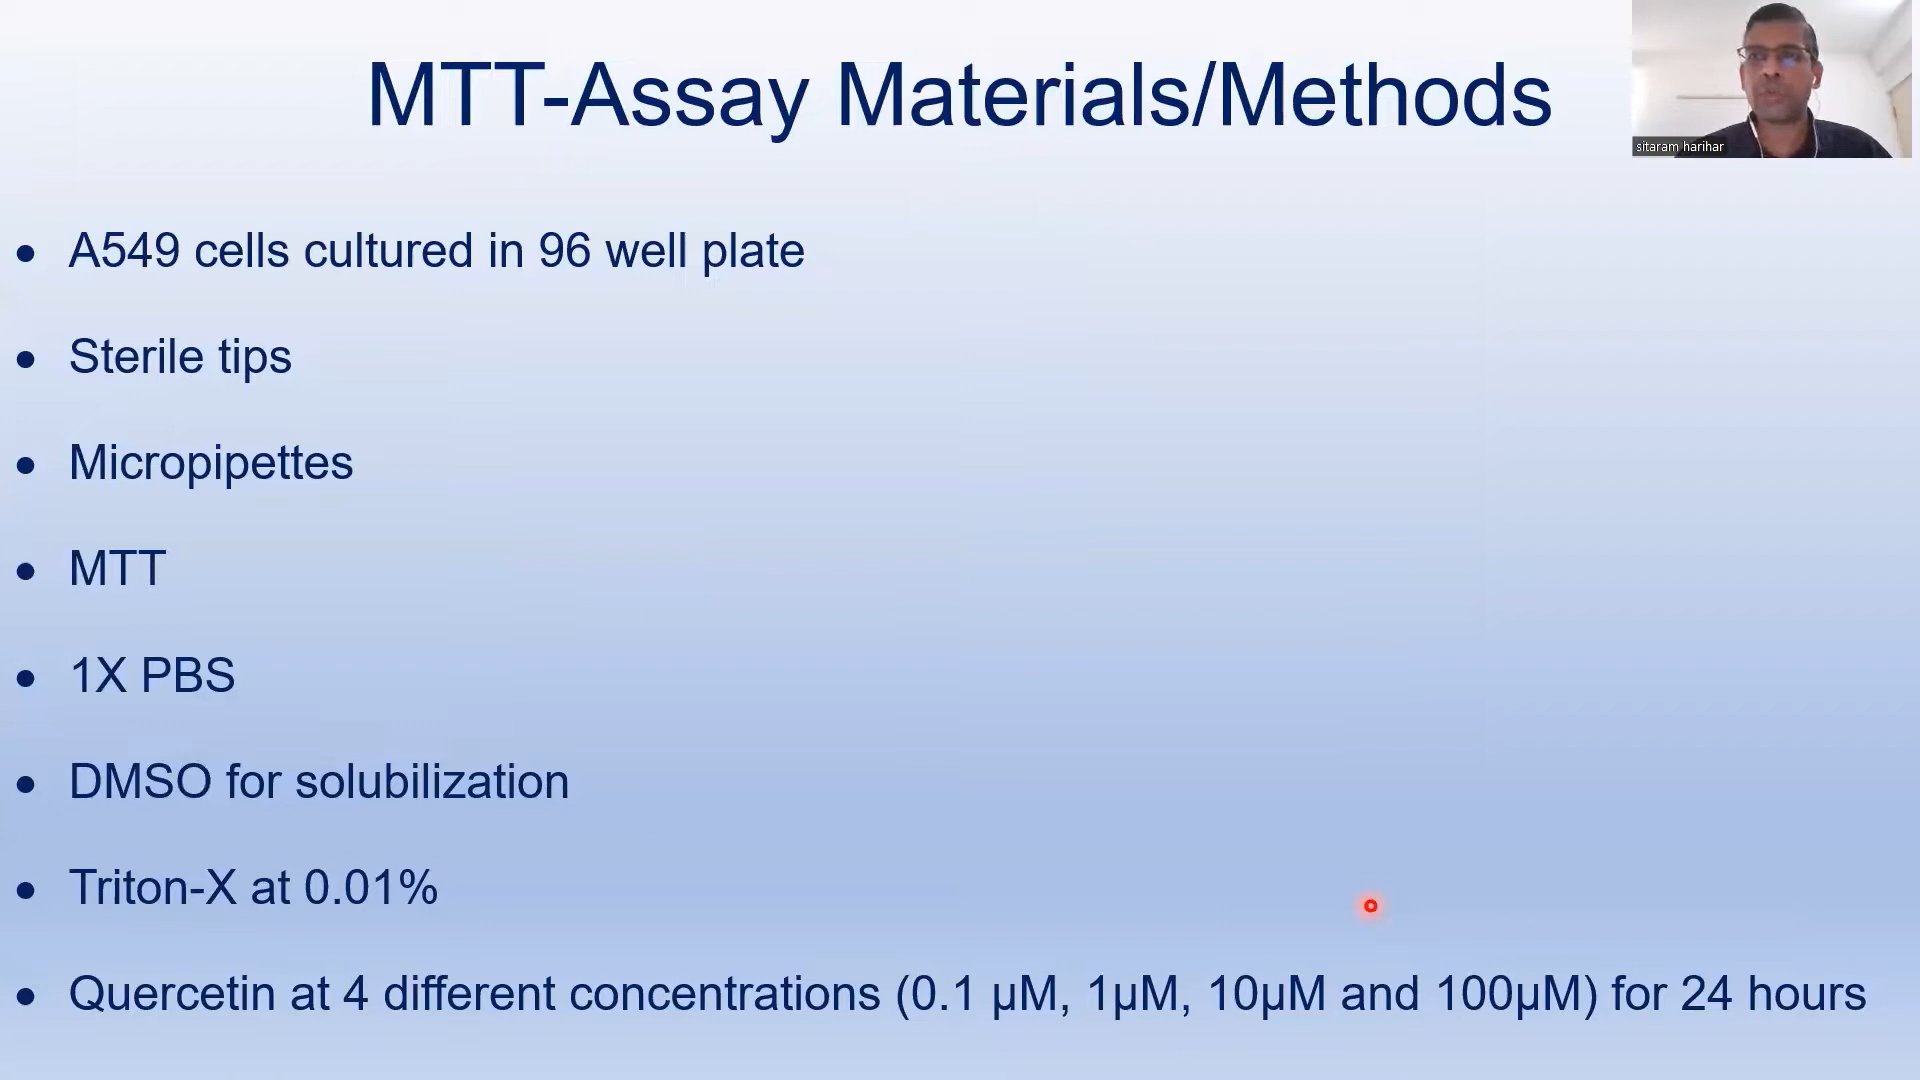 MTT-Assay Materials/Methods
sitaram harihar
• A549 cells cultured in 96 well plate
• Sterile tips
• Micropipettes
• MTT
• 1X PBS
• DMSO for solubilization
• Triton-X at 0.01%
• Quercetin at 4 different concentrations (0.1 µM, 1µM, 10µM and 100µM) for 24 hours